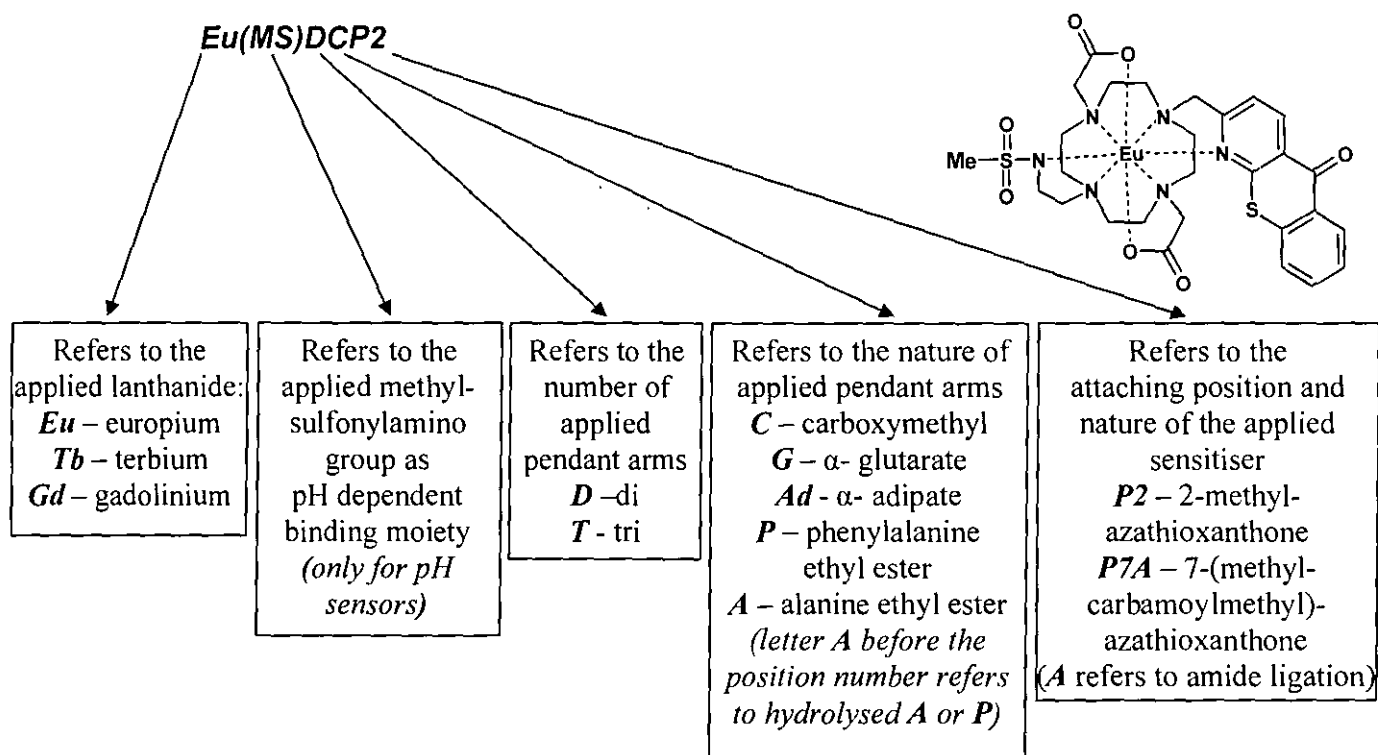 Eu(MS)DCP2
O
O
N
N
O
Me
S
N
Eu
N
O
O
N
N
S
O
O
Refers to the
applied lanthanide:
Eu – europium
Tb – terbium
Gd – gadolinium
Refers to the
applied methyl-
sulfonylamino
group as
pH dependent
binding moiety
(only for pH
sensors)
Refers to the
number of
applied
pendant arms
D –di
T - tri
Refers to the nature of
applied pendant arms
C – carboxymethyl
G – α- glutarate
Ad - α- adipate
P – phenylalanine
ethyl ester
A – alanine ethyl ester
(letter A before the
position number refers
to hydrolysed A or P)
Refers to the
attaching position and
nature of the applied
sensitiser
P2 – 2-methyl-
azathioxanthone
P7A – 7-(methyl-
carbamoylmethyl)-
azathioxanthone
(A refers to amide ligation)